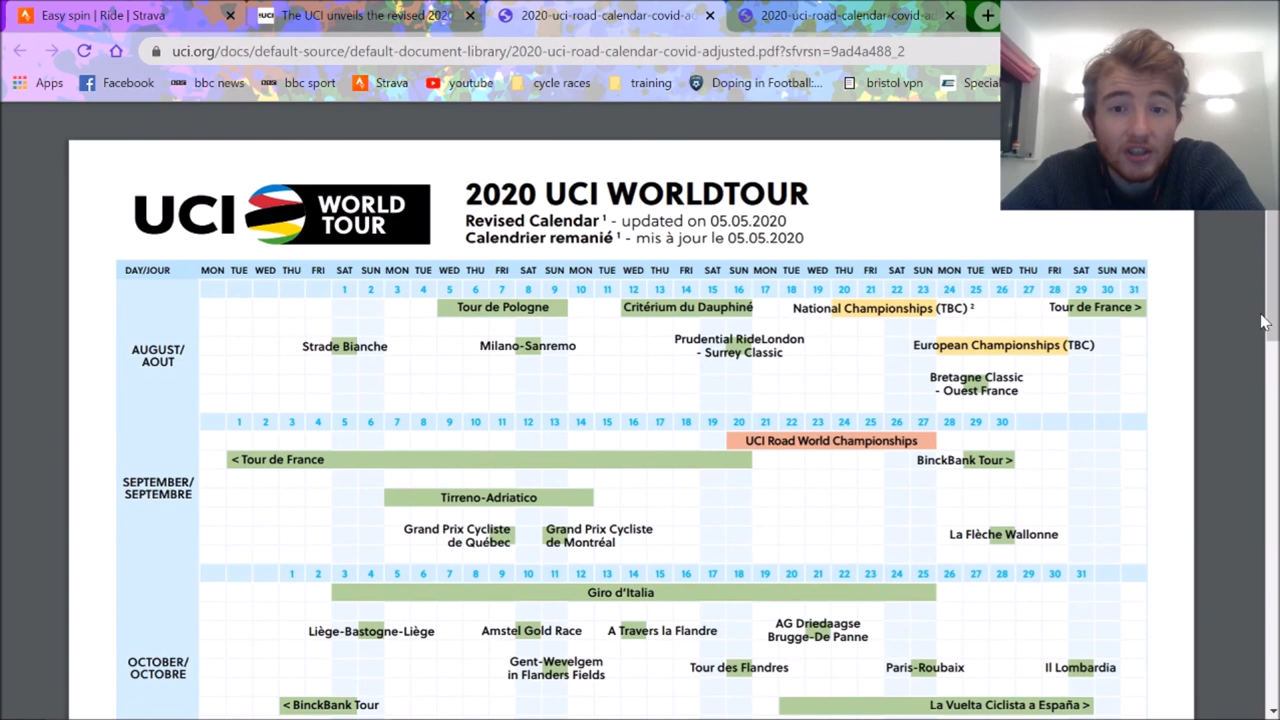 Easy spin | Ride | Strava
The UCI unveils the revised 2020
2020-uci-road-calendar-covid-ad
2020-uci-road-calendar-covid-ad
uci.org/docs/default-source/default-document-library/2020-uci-road-calendar-covid-adjusted.pdf?sfvrsn=9ad4a488_2
Apps Facebook bbc news bbc sport Strava youtube cycle races training Doping in Football:... bristol vpn Special
UCI WORLD TOUR
2020 UCI WORLDTOUR
Revised Calendar ¹ - updated on 05.05.2020
Calendrier remanié ¹ - mis à jour le 05.05.2020
DAY/JOUR MON TUE WED THU FRI SAT SUN MON TUE WED THU FRI SAT SUN MON TUE WED THU FRI SAT SUN MON TUE WED THU FRI SAT SUN MON TUE WED THU FRI SAT SUN MON
1 2 3 4 5 6 7 8 9 10 11 12 13 14 15 16 17 18 19 20 21 22 23 24 25 26 27 28 29 30 31
Tour de Pologne Critérium du Dauphiné National Championships (TBC) ² Tour de France >
AUGUST/
AOUT
Strade Bianche Milano-Sanremo Prudential RideLondon
- Surrey Classic
European Championships (TBC)
Bretagne Classic
- Ouest France
1 2 3 4 5 6 7 8 9 10 11 12 13 14 15 16 17 18 19 20 21 22 23 24 25 26 27 28 29 30
UCI Road World Championships
< Tour de France BinckBank Tour >
SEPTEMBER/
SEPTEMBRE
Tirreno-Adriatico
Grand Prix Cycliste
de Québec
Grand Prix Cycliste
de Montréal
La Flèche Wallonne
1 2 3 4 5 6 7 8 9 10 11 12 13 14 15 16 17 18 19 20 21 22 23 24 25 26 27 28 29 30 31
Giro d'Italia
Liège-Bastogne-Liège Amstel Gold Race A Travers la Flandre AG Driedaagse
Brugge-De Panne
OCTOBER/
OCTOBRE
Gent-Wevelgem
in Flanders Fields
Tour des Flandres Paris-Roubaix Il Lombardia
< BinckBank Tour La Vuelta Ciclista a España >